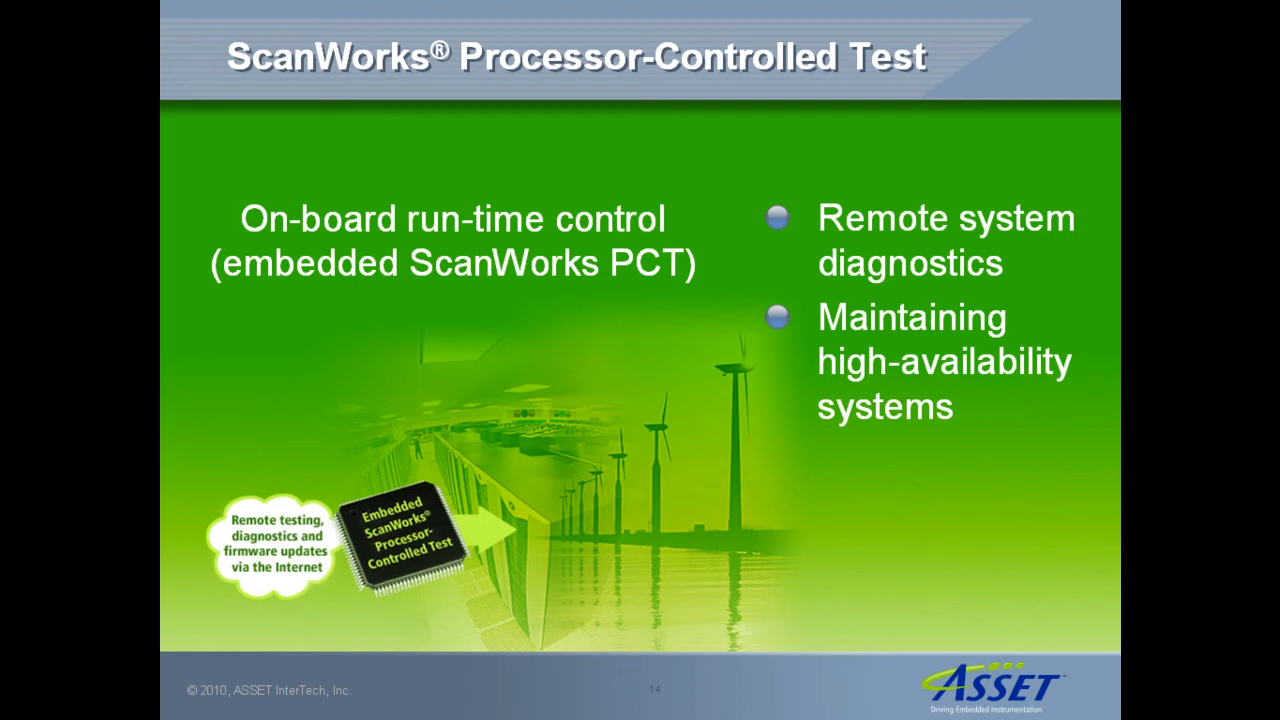 ScanWorks® Processor-Controlled Test
On-board run-time control
(embedded ScanWorks PCT)
Remote system
diagnostics
Maintaining
high-availability
systems
Remote testing,
diagnostics and
firmware updates
via the Internet
Embedded
ScanWorks®
Processor-
Controlled Test
© 2010, ASSET InterTech, Inc.
14
ASSET™
Driving Embedded Instrumentation